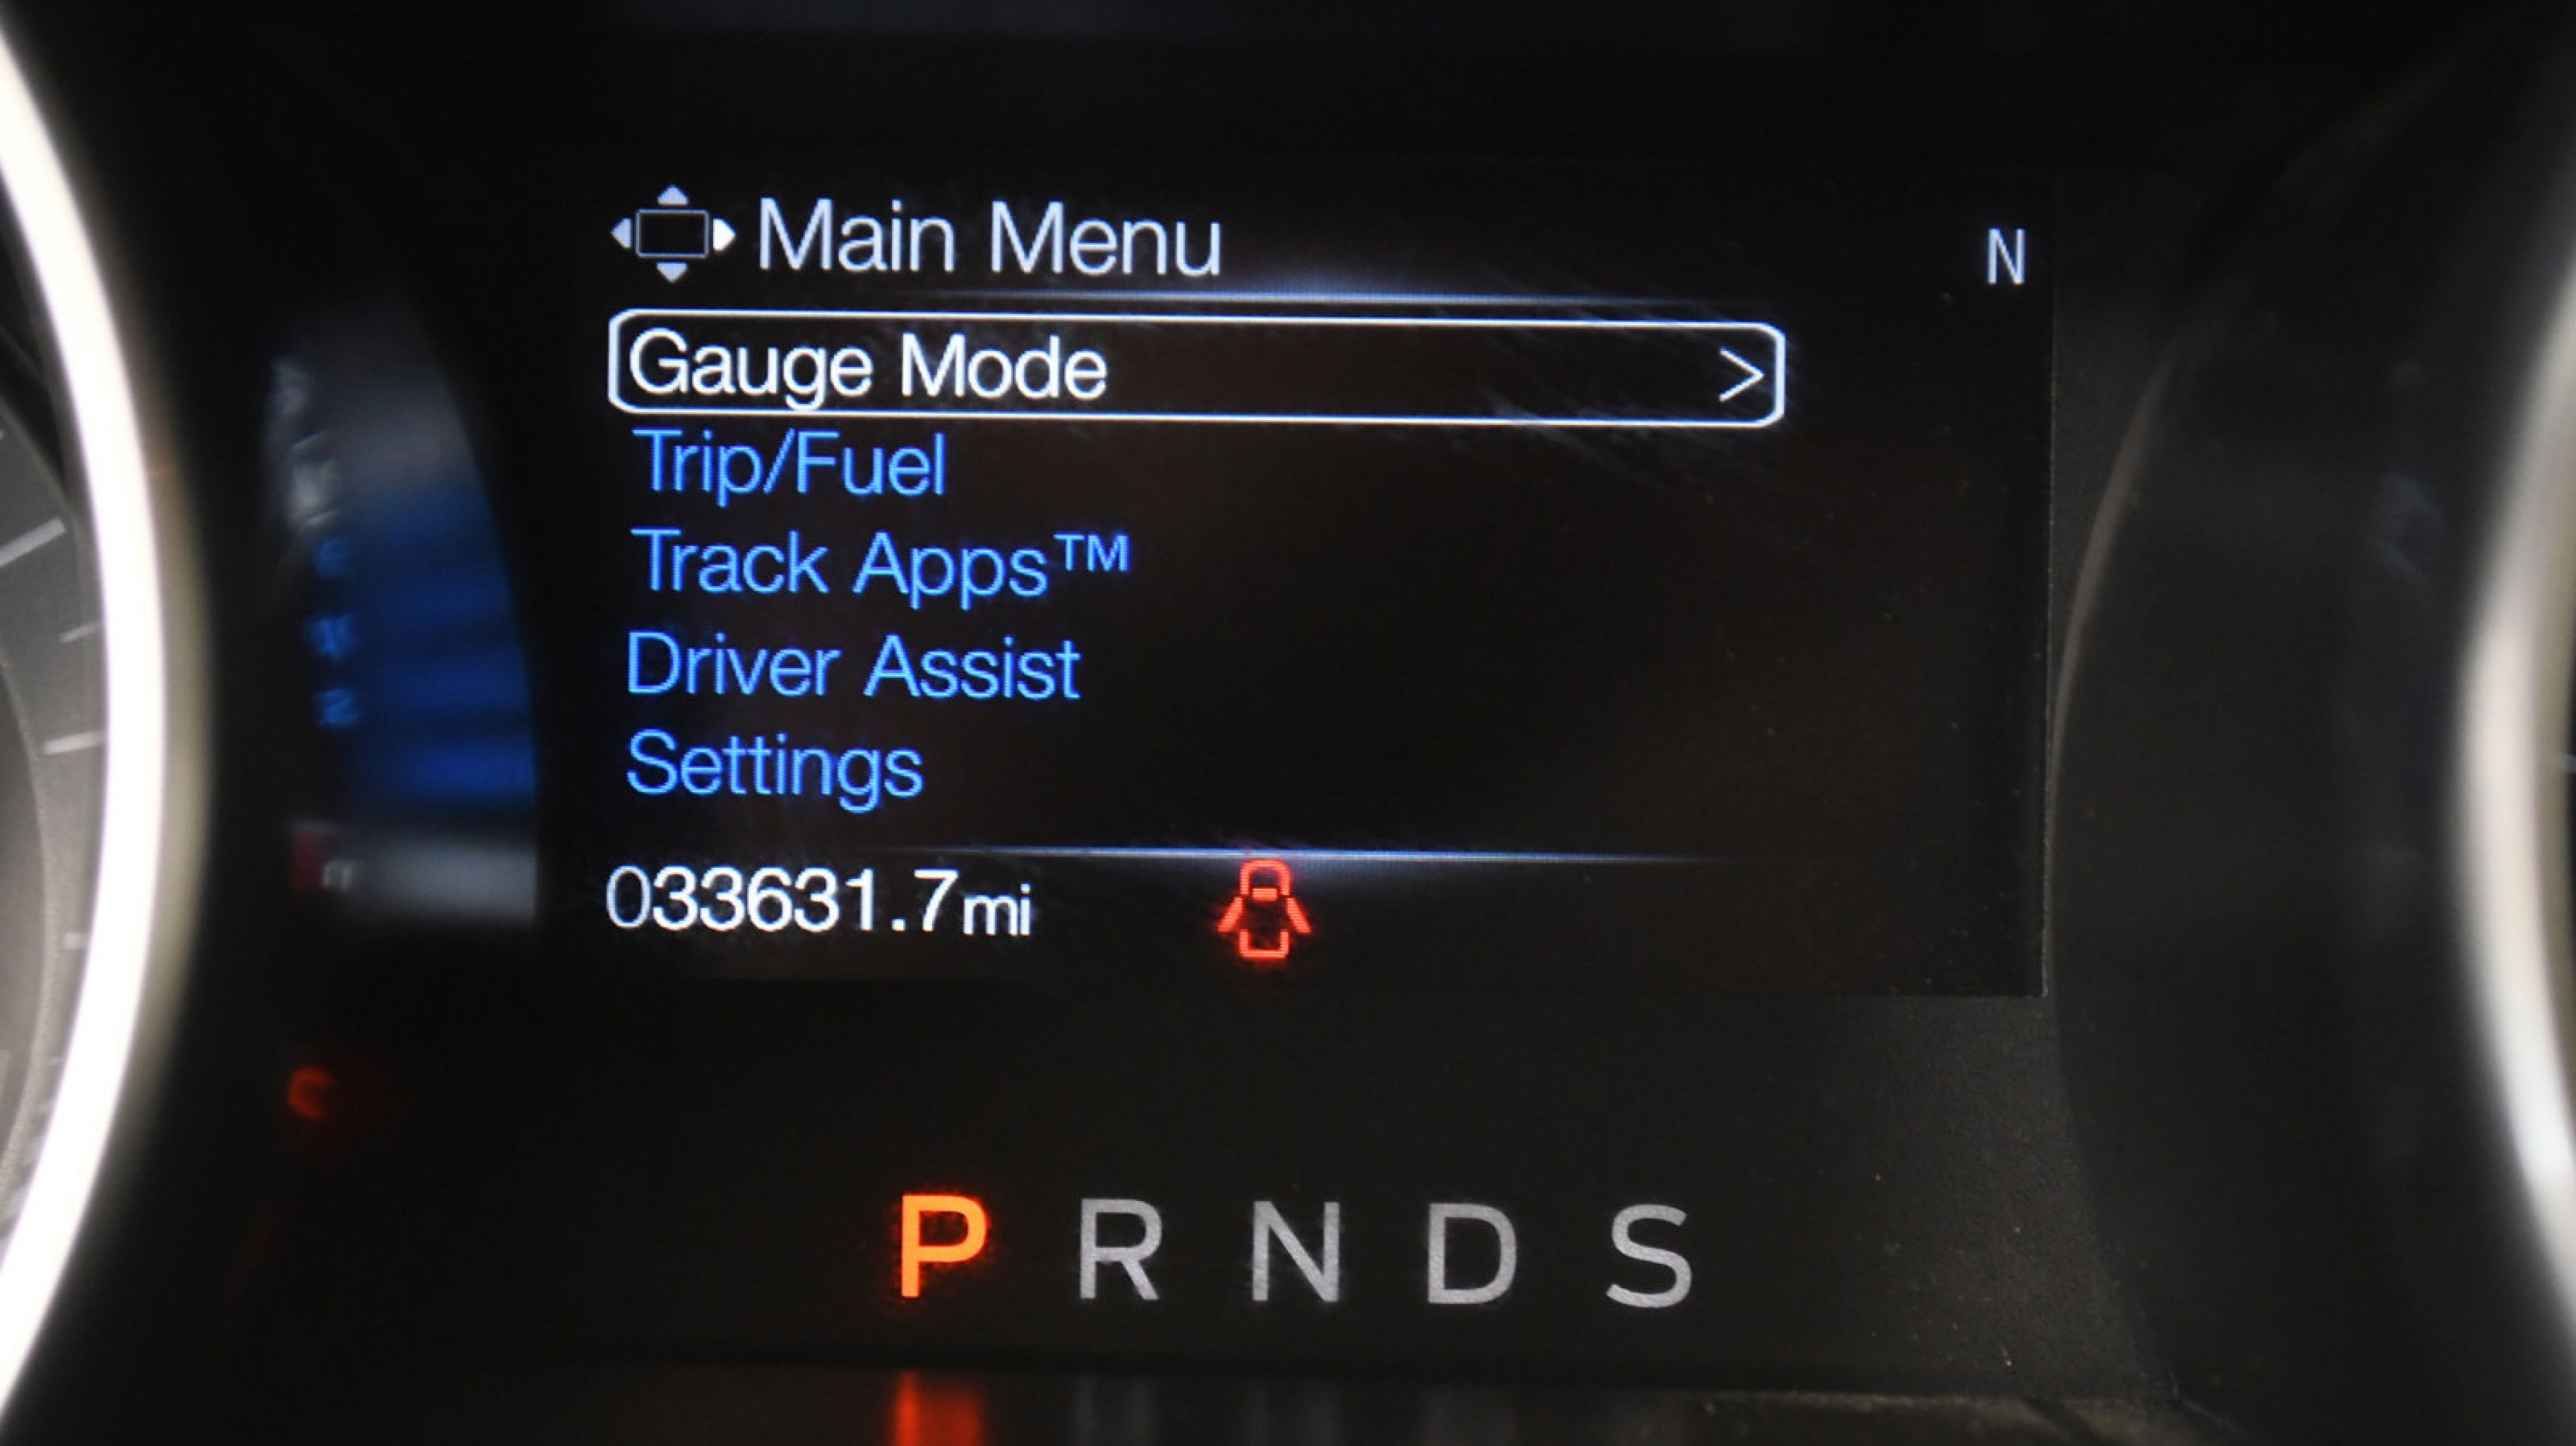 Main Menu
N
Gauge Mode >
Trip/Fuel
Track Apps™
Driver Assist
Settings
033631.7mi
P R N D S